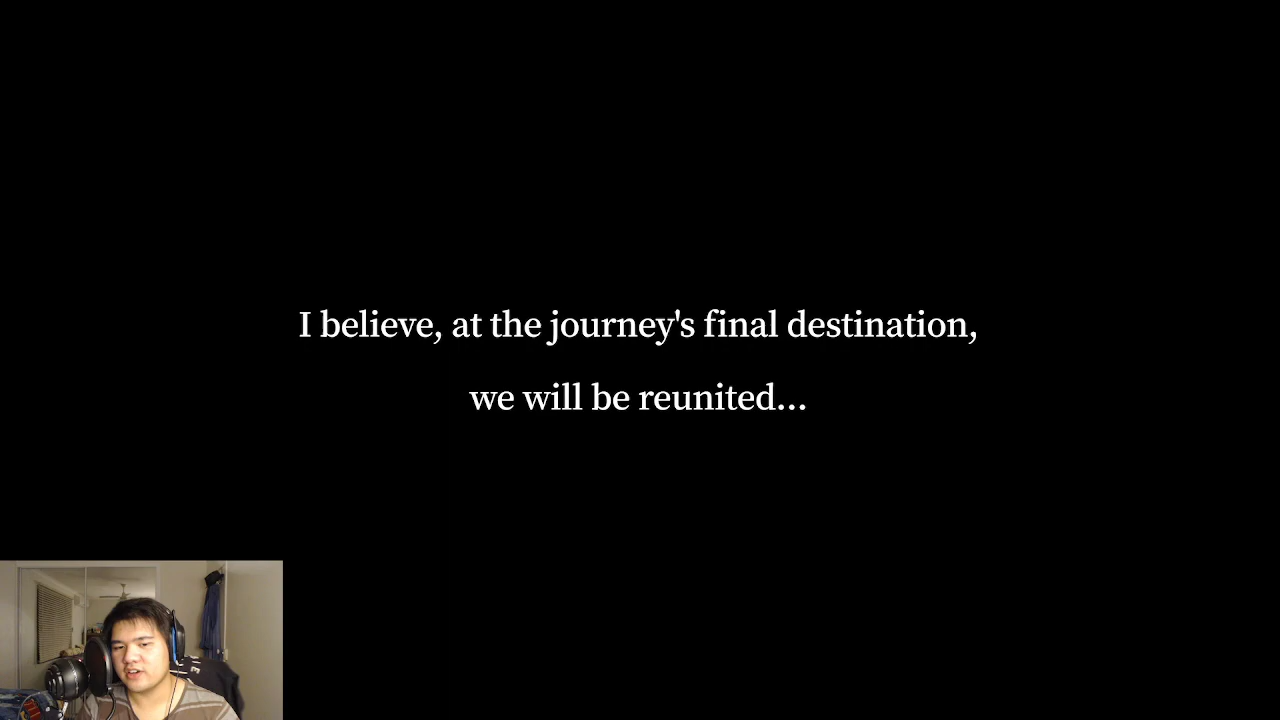 I believe, at the journey's final destination,
we will be reunited...